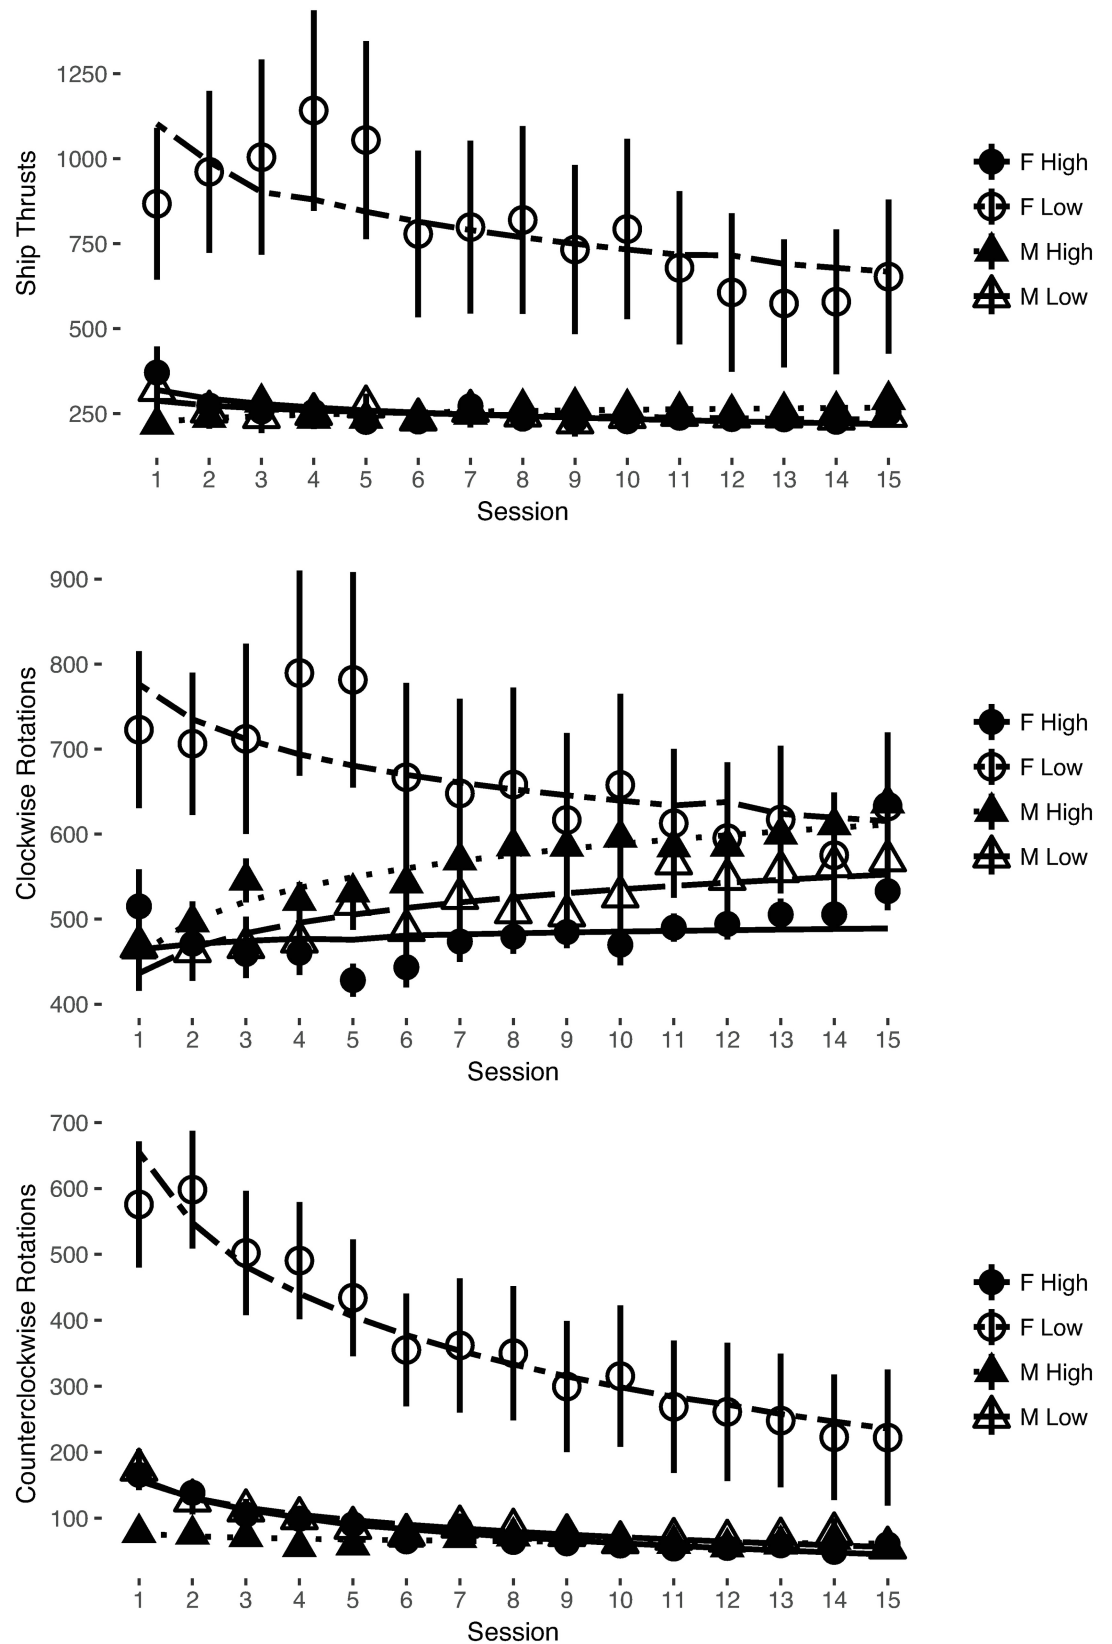 Ship Thrusts
1250
1000
750
500
250
1 2 3 4 5 6 7 8 9 10 11 12 13 14 15
Session
F High
F Low
M High
M Low
Clockwise Rotations
900
800
700
600
500
400
1 2 3 4 5 6 7 8 9 10 11 12 13 14 15
Session
F High
F Low
M High
M Low
Counterclockwise Rotations
700
600
500
400
300
200
100
1 2 3 4 5 6 7 8 9 10 11 12 13 14 15
Session
F High
F Low
M High
M Low